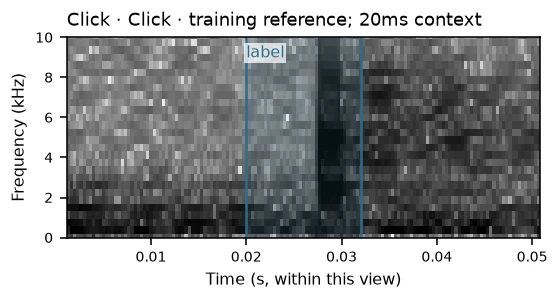 Click · Click · training reference; 20ms context
label
10
8
6
4
2
0
Frequency (kHz)
0.01
0.02
0.03
0.04
0.05
Time (s, within this view)